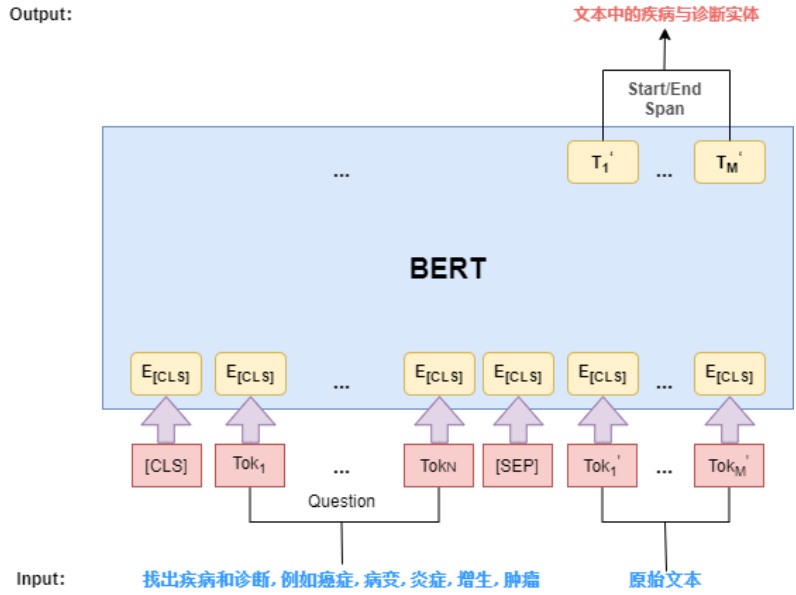 Output: 文本中的疾病与诊断实体
Start/End
Span
... T₁‘ ... T_M‘
BERT
E[CLS] E[CLS] ... E[CLS] E[CLS] E[CLS] ... E[CLS]
[CLS] Tok₁ ... TokN [SEP] Tok₁' ... Tok_M'
Question
Input: 找出疾病和诊断, 例如癌症, 病变, 炎症, 增生, 肿瘤 原始文本